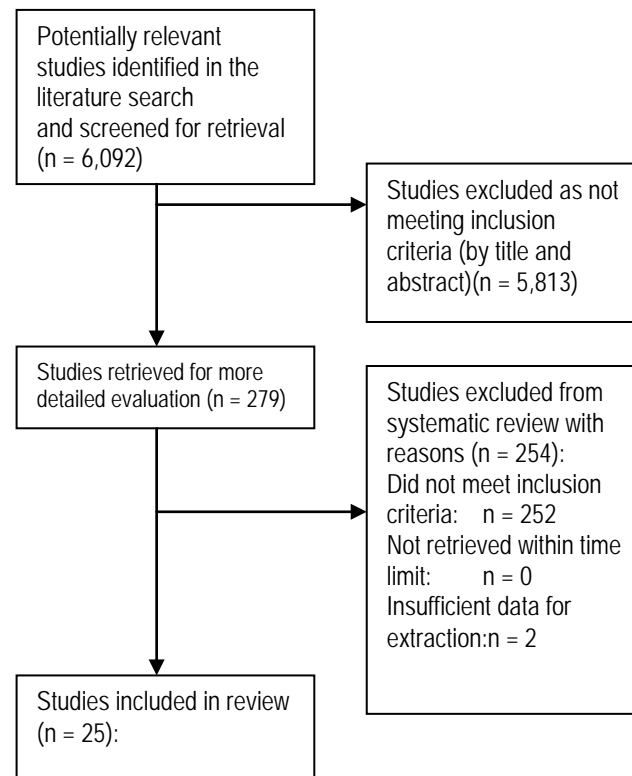 Potentially relevant
studies identified in the
literature search
and screened for retrieval
(n = 6,092)
Studies excluded as not
meeting inclusion
criteria (by title and
abstract)(n = 5,813)
Studies retrieved for more
detailed evaluation (n = 279)
Studies excluded from
systematic review with
reasons (n = 254):
Did not meet inclusion
criteria: n = 252
Not retrieved within time
limit: n = 0
Insufficient data for
extraction:n = 2
Studies included in review
(n = 25):